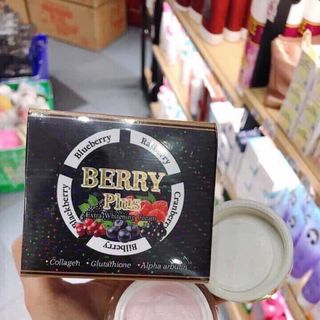 Blueberry
Rasberry
Blackberry
BERRY
Plus
Extra Whitening Cream
Cranberry
Bilberry
• Collagen • Glutathione • Alpha arbutin